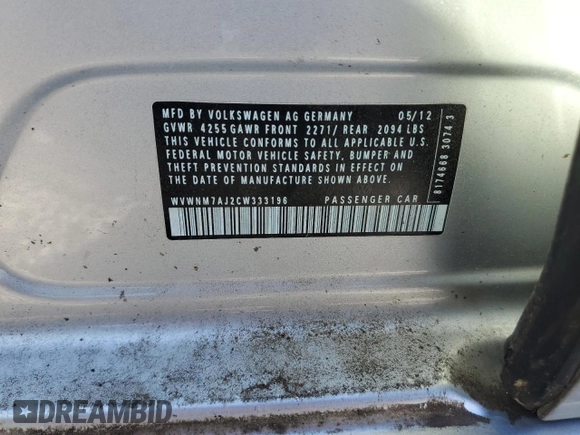 MFD BY VOLKSWAGEN AG GERMANY 05/12
GVWR 4255 GAWR FRONT 2271/ REAR 2094 LBS
THIS VEHICLE CONFORMS TO ALL APPLICABLE U.S.
FEDERAL MOTOR VEHICLE SAFETY, BUMPER AND
THEFT PREVENTION STANDARDS IN EFFECT ON
THE DATE OF MANUFACTURE SHOWN ABOVE.
WVWNM7AJ2CW333196 PASSENGER CAR
8174668 3074 3
DREAMBID